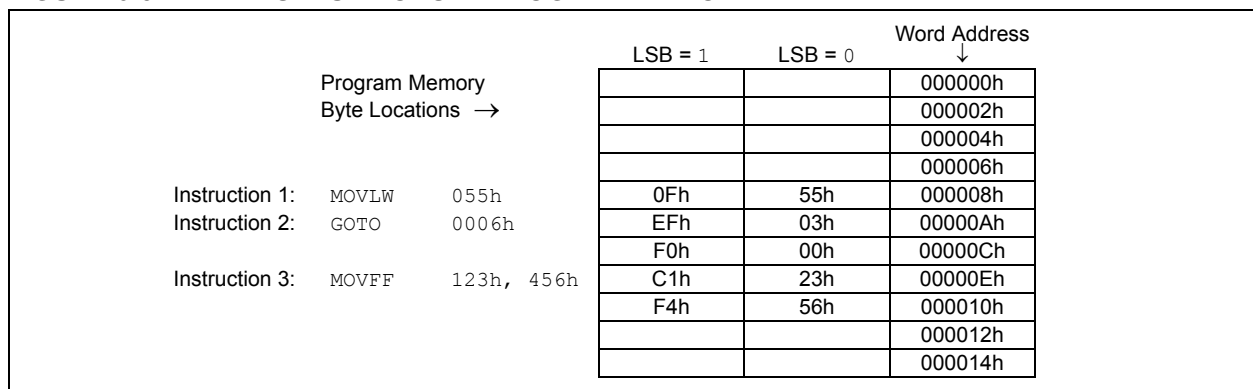 Word Address
LSB = 1 LSB = 0 ↓
Program Memory 000000h
Byte Locations → 000002h
000004h
000006h
Instruction 1: MOVLW 055h 0Fh 55h 000008h
Instruction 2: GOTO 0006h EFh 03h 00000Ah
F0h 00h 00000Ch
Instruction 3: MOVFF 123h, 456h C1h 23h 00000Eh
F4h 56h 000010h
000012h
000014h